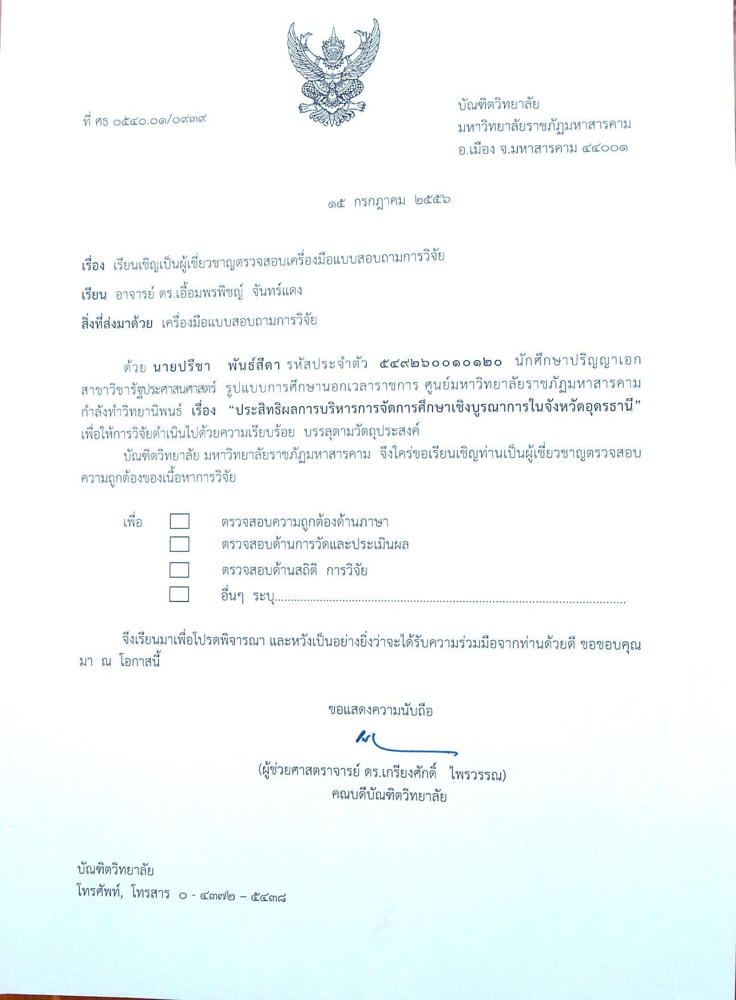 ที่ ศธ ๐๕๔๐.๐๑/๐๙๓๙
บัณฑิตวิทยาลัย
มหาวิทยาลัยราชภัฏมหาสารคาม
อ.เมือง จ.มหาสารคาม ๔๔๐๐๑
๑๕ กรกฎาคม ๒๕๕๖
เรื่อง เรียนเชิญเป็นผู้เชี่ยวชาญตรวจสอบเครื่องมือแบบสอบถามการวิจัย
เรียน อาจารย์ ดร.เอื้อมพรพิชญ์ จันทร์แดง
สิ่งที่ส่งมาด้วย เครื่องมือแบบสอบถามการวิจัย
ด้วย นายปรีชา พันธ์สีดา รหัสประจำตัว ๕๔๙๒๖๐๐๑๐๑๒๐ นักศึกษาปริญญาเอก
สาขาวิชารัฐประศาสนศาสตร์ รูปแบบการศึกษานอกเวลาราชการ ศูนย์มหาวิทยาลัยราชภัฏมหาสารคาม
กำลังทำวิทยานิพนธ์ เรื่อง “ประสิทธิผลการบริหารการจัดการศึกษาเชิงบูรณาการในจังหวัดอุดรธานี”
เพื่อให้การวิจัยดำเนินไปด้วยความเรียบร้อย บรรลุตามวัตถุประสงค์
บัณฑิตวิทยาลัย มหาวิทยาลัยราชภัฏมหาสารคาม จึงใคร่ขอเรียนเชิญท่านเป็นผู้เชี่ยวชาญตรวจสอบ
ความถูกต้องของเนื้อหาการวิจัย
เพื่อ ตรวจสอบความถูกต้องด้านภาษา
ตรวจสอบด้านการวัดและประเมินผล
ตรวจสอบด้านสถิติ การวิจัย
อื่นๆ ระบุ..............................................................................................................
จึงเรียนมาเพื่อโปรดพิจารณา และหวังเป็นอย่างยิ่งว่าจะได้รับความร่วมมือจากท่านด้วยดี ขอขอบคุณ
มา ณ โอกาสนี้
ขอแสดงความนับถือ
(ผู้ช่วยศาสตราจารย์ ดร.เกรียงศักดิ์ ไพรวรรณ)
คณบดีบัณฑิตวิทยาลัย
บัณฑิตวิทยาลัย
โทรศัพท์, โทรสาร ๐ - ๔๓๗๒ – ๕๔๓๘